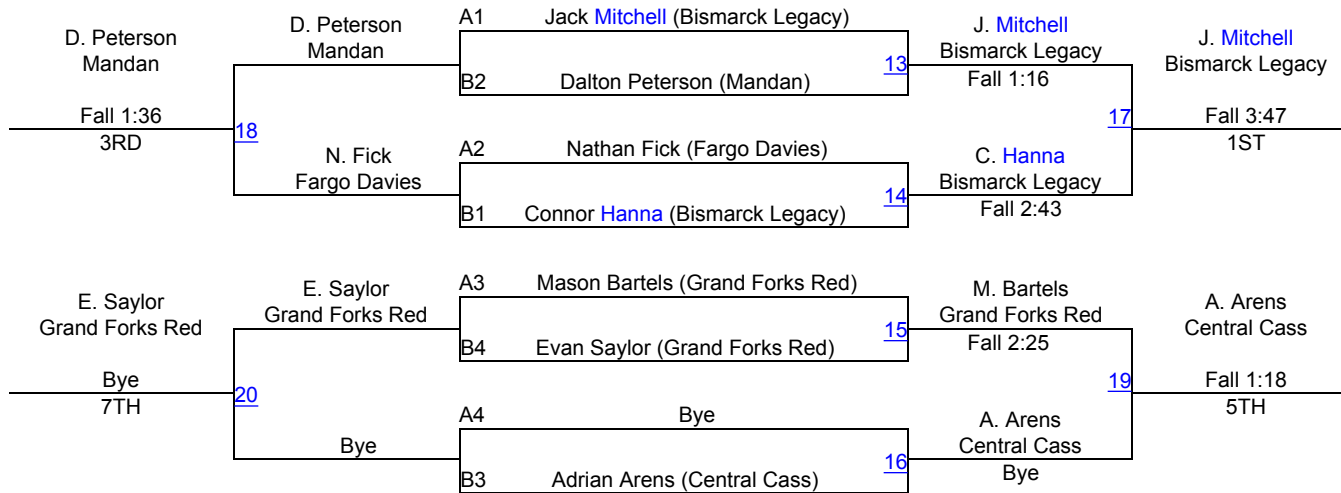 A1 Jack Mitchell (Bismarck Legacy)
D. Peterson
Mandan
D. Peterson
Mandan
J. Mitchell
Bismarck Legacy
J. Mitchell
Bismarck Legacy
13
B2 Dalton Peterson (Mandan)
Fall 1:16
Fall 1:36
18
3RD
17
Fall 3:47
1ST
N. Fick
Fargo Davies
A2 Nathan Fick (Fargo Davies)
C. Hanna
Bismarck Legacy
14
B1 Connor Hanna (Bismarck Legacy)
Fall 2:43
E. Saylor
Grand Forks Red
E. Saylor
Grand Forks Red
A3 Mason Bartels (Grand Forks Red)
M. Bartels
Grand Forks Red
A. Arens
Central Cass
15
B4 Evan Saylor (Grand Forks Red)
Fall 2:25
Bye
20
7TH
19
Fall 1:18
5TH
Bye
A4 Bye
A. Arens
Central Cass
16
B3 Adrian Arens (Central Cass)
Bye